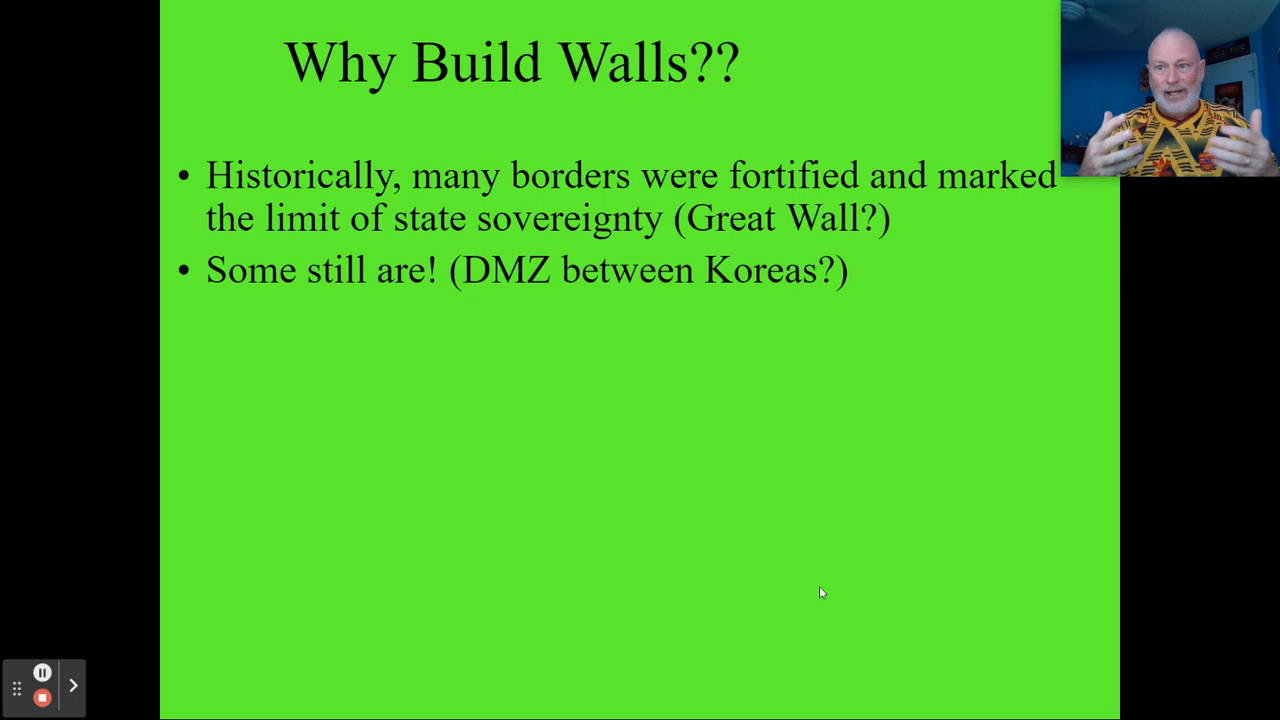 Why Build Walls??
• Historically, many borders were fortified and marked
the limit of state sovereignty (Great Wall?)
• Some still are! (DMZ between Koreas?)